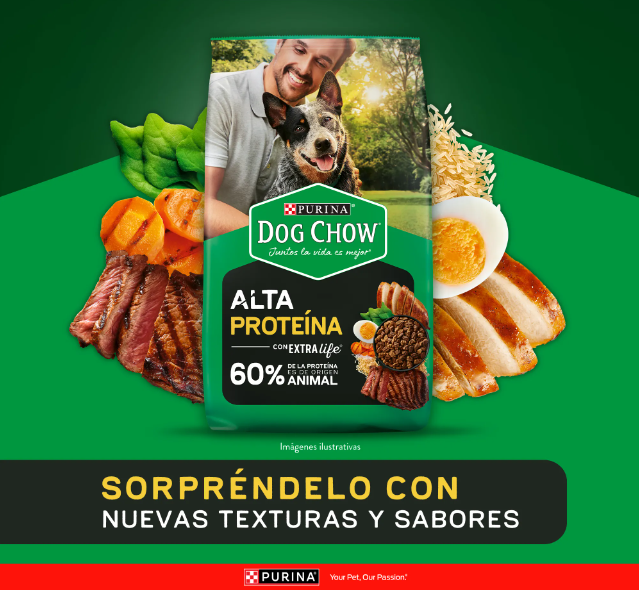 PURINA
DOG CHOW
Juntos la vida es mejor
ALTA
PROTEÍNA
CON EXTRA life
60% DE LA PROTEÍNA
ES DE ORIGEN
ANIMAL
Imágenes ilustrativas
SORPRÉNDELO CON
NUEVAS TEXTURAS Y SABORES
PURINA Your Pet, Our Passion.®